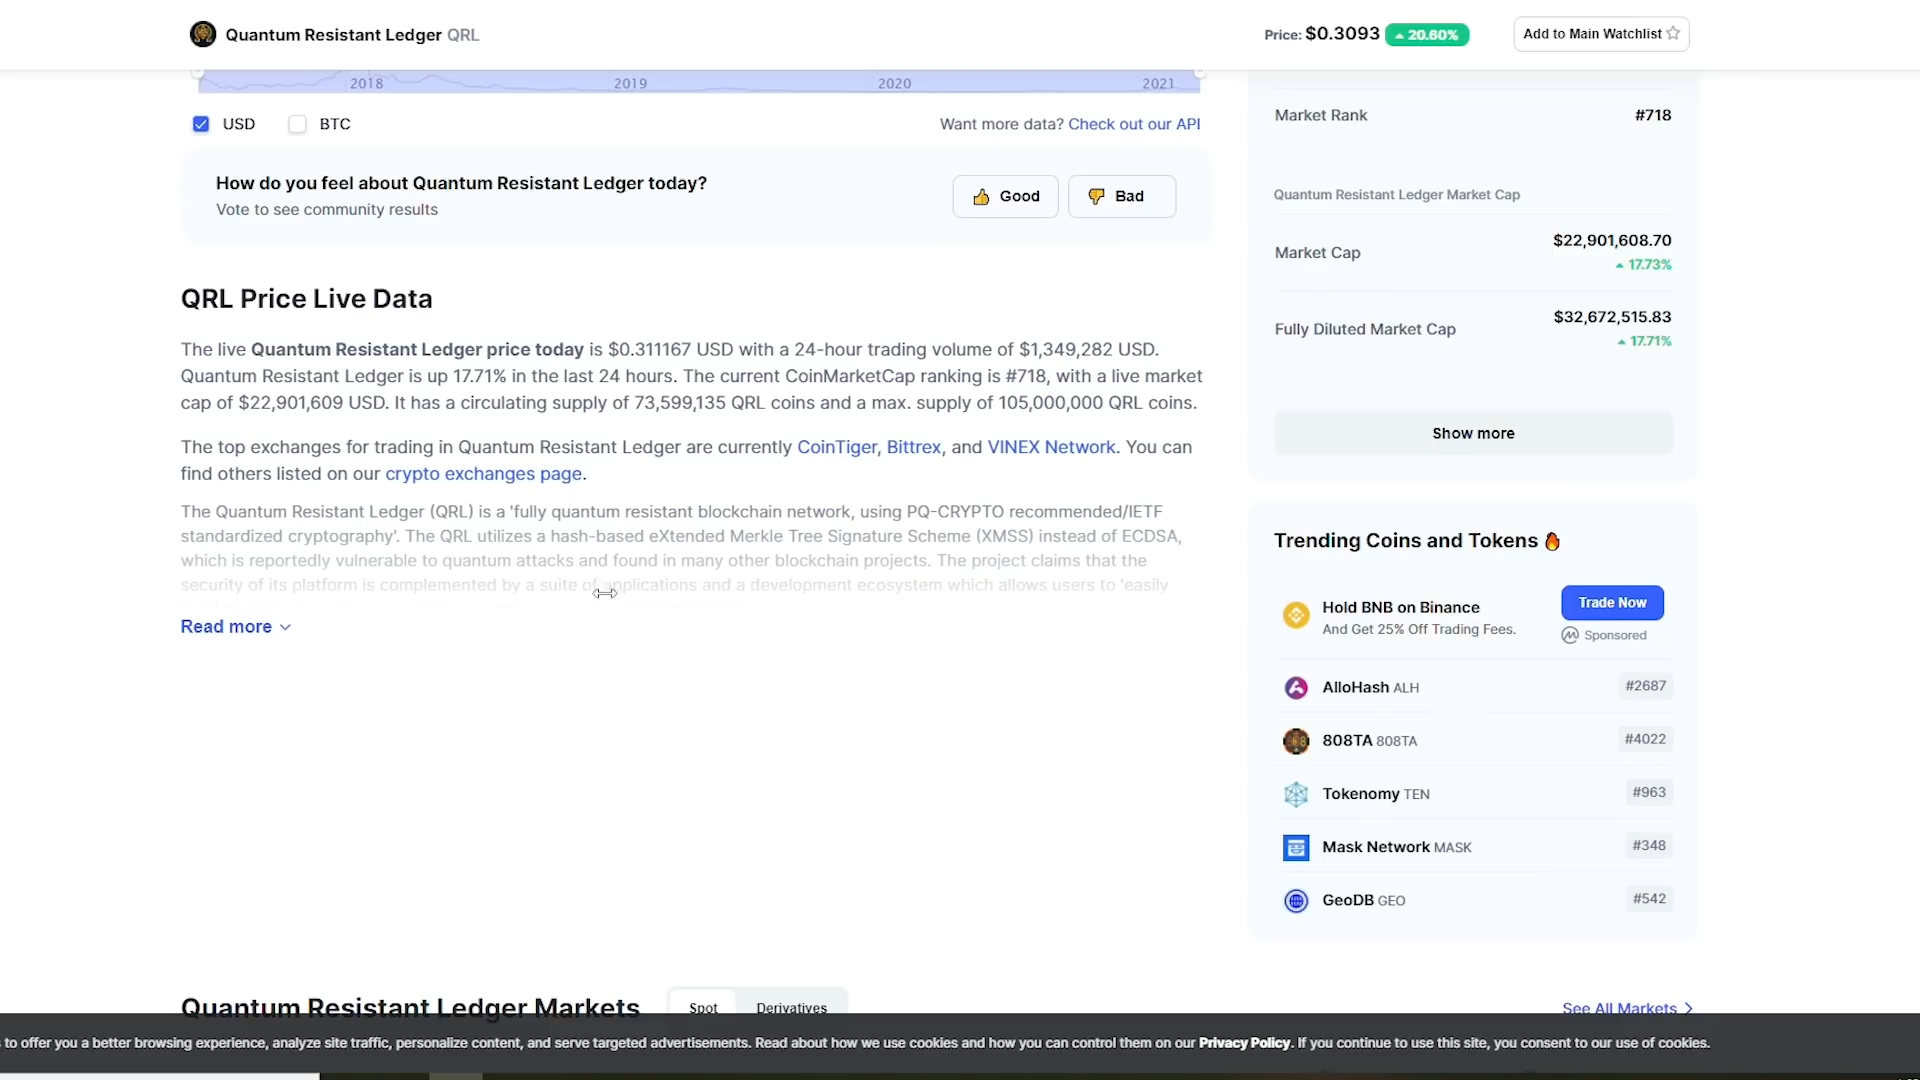 Quantum Resistant Ledger QRL
Price: $0.3093 20.60%
Add to Main Watchlist
2018 2019 2020 2021
USD BTC
Want more data? Check out our API
How do you feel about Quantum Resistant Ledger today?
Vote to see community results
Good Bad
QRL Price Live Data
The live Quantum Resistant Ledger price today is $0.311167 USD with a 24-hour trading volume of $1,349,282 USD.
Quantum Resistant Ledger is up 17.71% in the last 24 hours. The current CoinMarketCap ranking is #718, with a live market
cap of $22,901,609 USD. It has a circulating supply of 73,599,135 QRL coins and a max. supply of 105,000,000 QRL coins.
The top exchanges for trading in Quantum Resistant Ledger are currently CoinTiger, Bittrex, and VINEX Network. You can
find others listed on our crypto exchanges page.
The Quantum Resistant Ledger (QRL) is a 'fully quantum resistant blockchain network, using PQ-CRYPTO recommended/IETF
standardized cryptography'. The QRL utilizes a hash-based eXtended Merkle Tree Signature Scheme (XMSS) instead of ECDSA,
which is reportedly vulnerable to quantum attacks and found in many other blockchain projects. The project claims that the
security of its platform is complemented by a suite of applications and a development ecosystem which allows users to 'easily
Read more
Market Rank #718
Quantum Resistant Ledger Market Cap
Market Cap $22,901,608.70
17.73%
Fully Diluted Market Cap $32,672,515.83
17.71%
Show more
Trending Coins and Tokens
Hold BNB on Binance
And Get 25% Off Trading Fees.
Trade Now
Sponsored
AlloHash ALH #2687
808TA 808TA #4022
Tokenomy TEN #963
Mask Network MASK #348
GeoDB GEO #542
Quantum Resistant Ledger Markets
Spot Derivatives
See All Markets
to offer you a better browsing experience, analyze site traffic, personalize content, and serve targeted advertisements. Read about how we use cookies and how you can control them on our Privacy Policy. If you continue to use this site, you consent to our use of cookies.